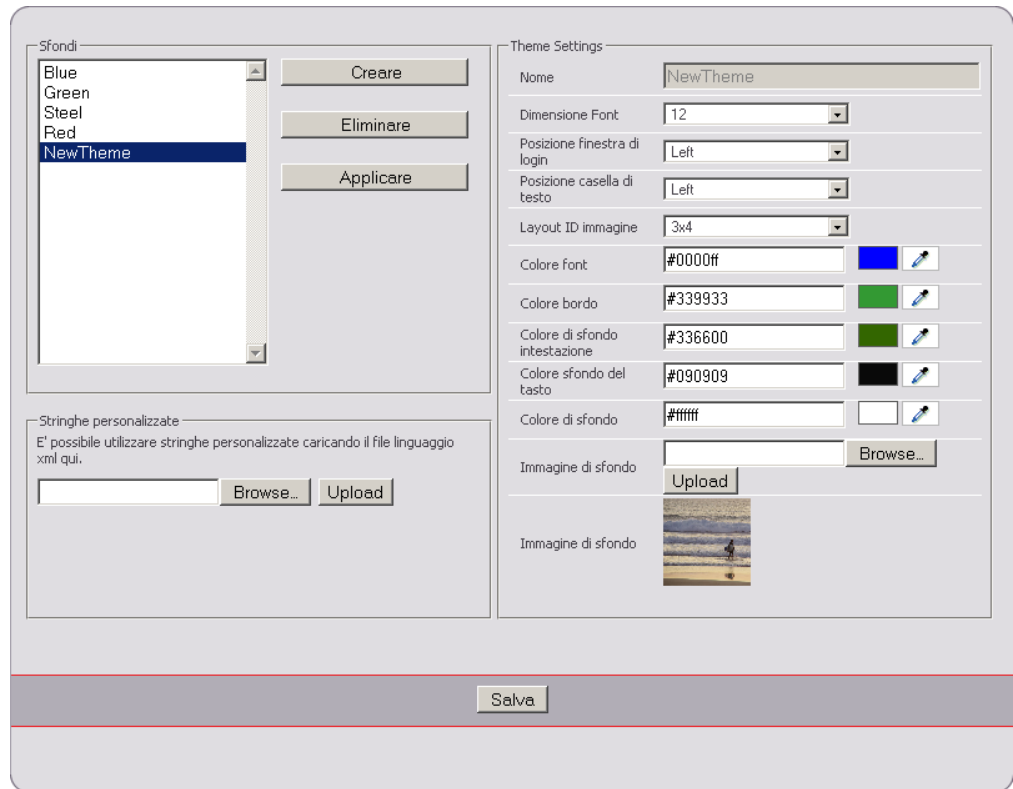 Sfondi
Blue
Green
Steel
Red
NewTheme
Creare
Eliminare
Applicare
Stringhe personalizzate
E' possibile utilizzare stringhe personalizzate caricando il file linguaggio
xml qui.
Browse...
Upload
Theme Settings
Nome
NewTheme
Dimensione Font
12
Posizione finestra di
login
Left
Posizione casella di
testo
Left
Layout ID immagine
3x4
Colore font
#0000ff
Colore bordo
#339933
Colore di sfondo
intestazione
#336600
Colore sfondo del
tasto
#090909
Colore di sfondo
#ffffff
Immagine di sfondo
Browse...
Upload
Immagine di sfondo
Salva